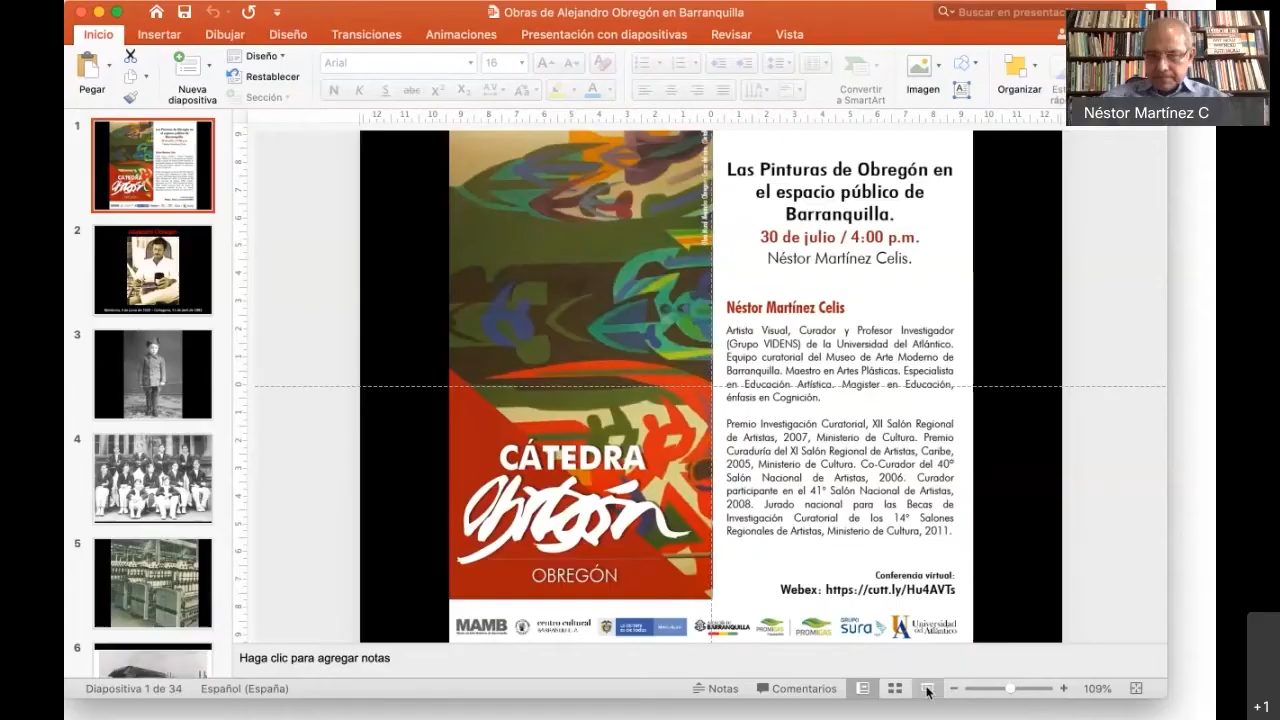 Obras de Alejandro Obregón en Barranquilla
Buscar en presenta
Inicio
Insertar
Dibujar
Diseño
Transiciones
Animaciones
Presentación con diapositivas
Revisar
Vista
Pegar
Nueva
diapositiva
Diseño
Restablecer
Sección
Arial
16
N K S
Convertir
a SmartArt
Imagen
Organizar
Néstor Martínez C
1
2
3
4
5
6
Las Pinturas de Obregón en
el espacio público de
Barranquilla.
30 de julio / 4:00 p.m.
Néstor Martínez Celis.
Néstor Martínez Celis
Artista Visual, Curador y Profesor Investigador
(Grupo VIDENS) de la Universidad del Atlántico.
Equipo curatorial del Museo de Arte Moderno de
Barranquilla. Maestro en Artes Plásticas. Especialista
en Educación Artística. Magister en Educación,
énfasis en Cognición.
Premio Investigación Curatorial, XII Salón Regional
de Artistas, 2007, Ministerio de Cultura. Premio
Curaduría del XI Salón Regional de Artistas, Caribe,
2005, Ministerio de Cultura. Co-Curador del 40º
Salón Nacional de Artistas, 2006. Curador
participante en el 41° Salón Nacional de Artistas,
2008. Jurado nacional para las Becas de
Investigación Curatorial de los 14° Salones
Regionales de Artistas, Ministerio de Cultura, 2011.
CÁTEDRA
Obregón
OBREGÓN
Conferencia virtual:
Webex: https://cutt.ly/Hu4AVTs
MAMB
centro cultural
BARRANQUILLA
PROMIGAS
GRUPO
sura
Universidad
del Atlántico
Haga clic para agregar notas
Diapositiva 1 de 34
Español (España)
Notas
Comentarios
109%
+1